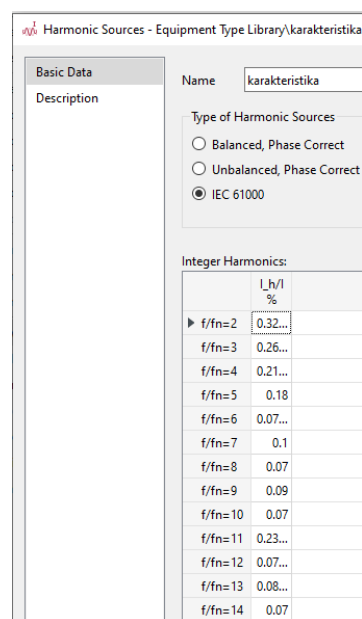 Harmonic Sources - Equipment Type Library\karakteristika
Basic Data
Description
Name karakteristika
Type of Harmonic Sources
Balanced, Phase Correct
Unbalanced, Phase Correct
IEC 61000
Integer Harmonics:
I_h/I
%
f/fn=2 0.32...
f/fn=3 0.26...
f/fn=4 0.21...
f/fn=5 0.18
f/fn=6 0.07...
f/fn=7 0.1
f/fn=8 0.07
f/fn=9 0.09
f/fn=10 0.07
f/fn=11 0.23...
f/fn=12 0.07...
f/fn=13 0.08...
f/fn=14 0.07